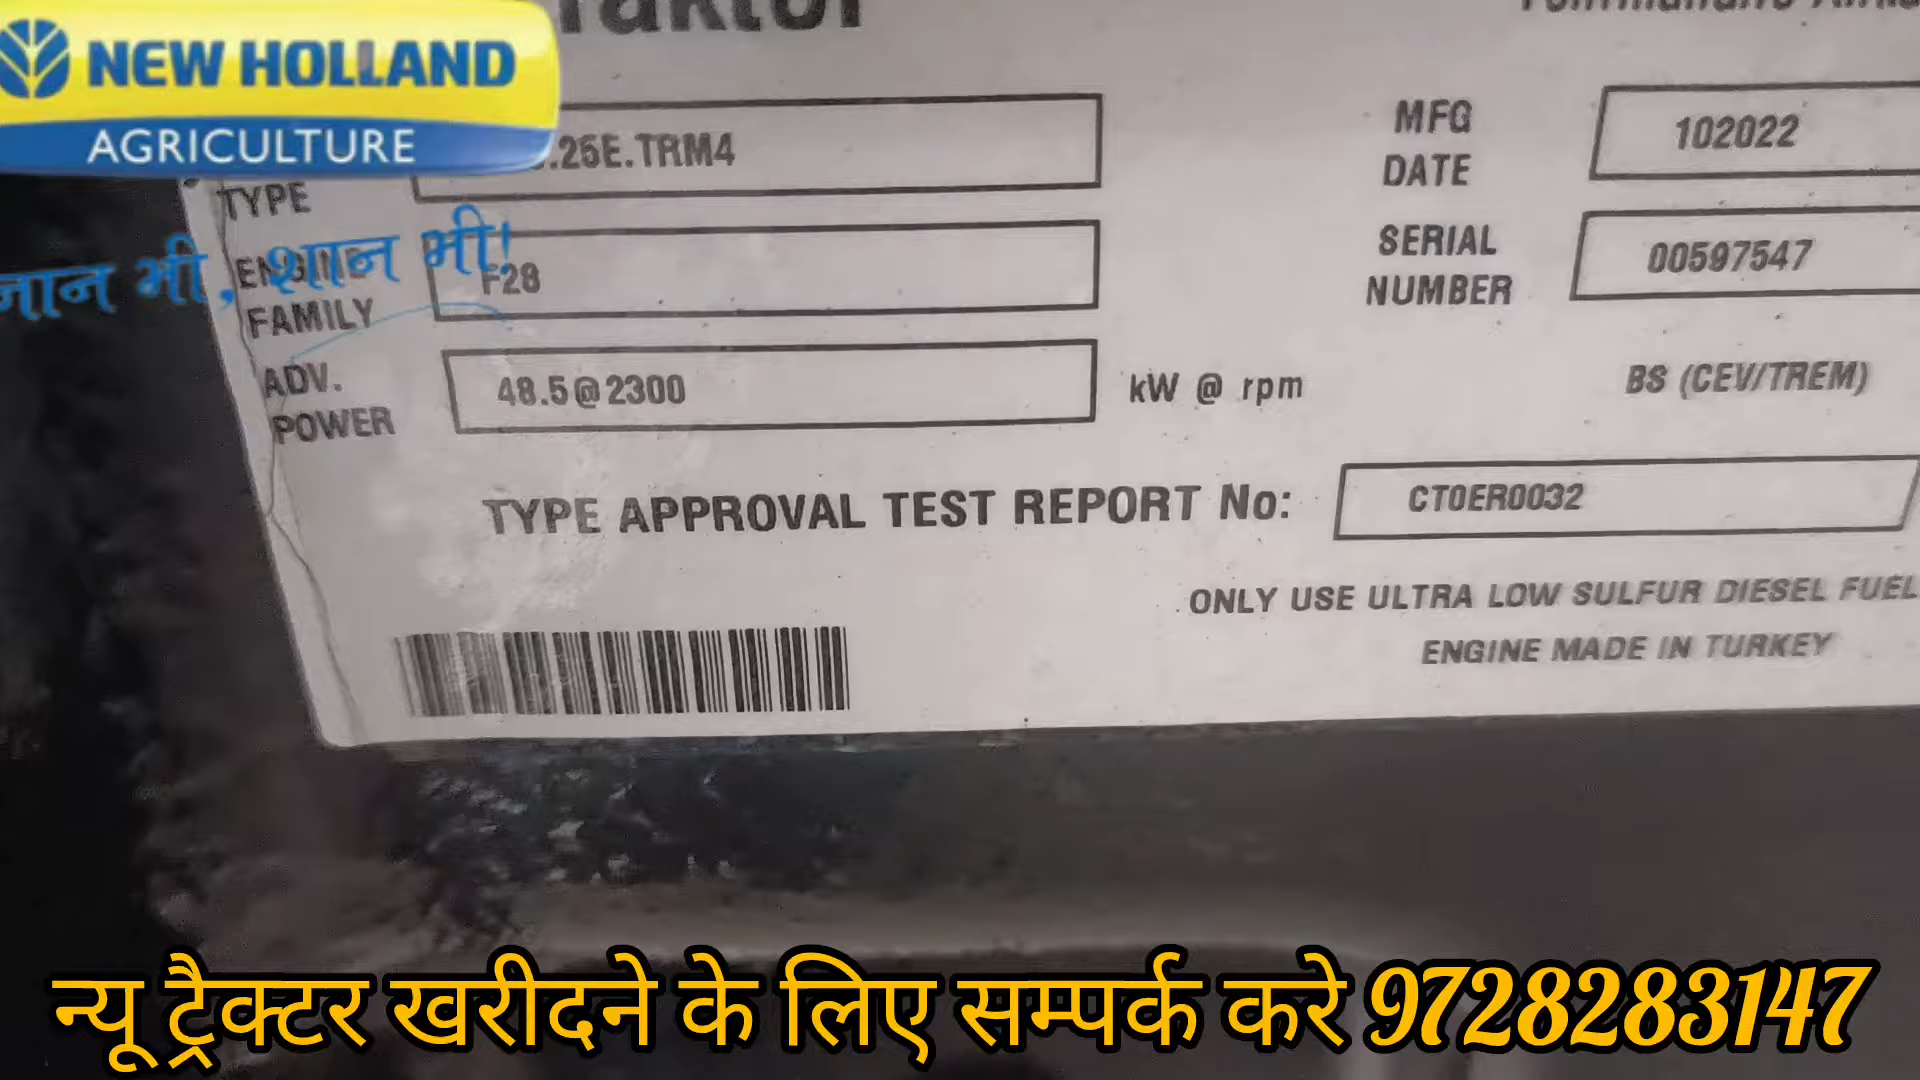 NEW HOLLAND
AGRICULTURE
.25E.TRM4
TYPE
MFG
DATE
102022
भी, शान भी!
ENGINE
FAMILY
F28
SERIAL
NUMBER
00597547
ADV.
POWER
48.5@2300
kW @ rpm
BS (CEV/TREM)
TYPE APPROVAL TEST REPORT No:
CT0ER0032
ONLY USE ULTRA LOW SULFUR DIESEL FUEL
ENGINE MADE IN TURKEY
न्यू ट्रैक्टर खरीदने के लिए सम्पर्क करे 9728283147